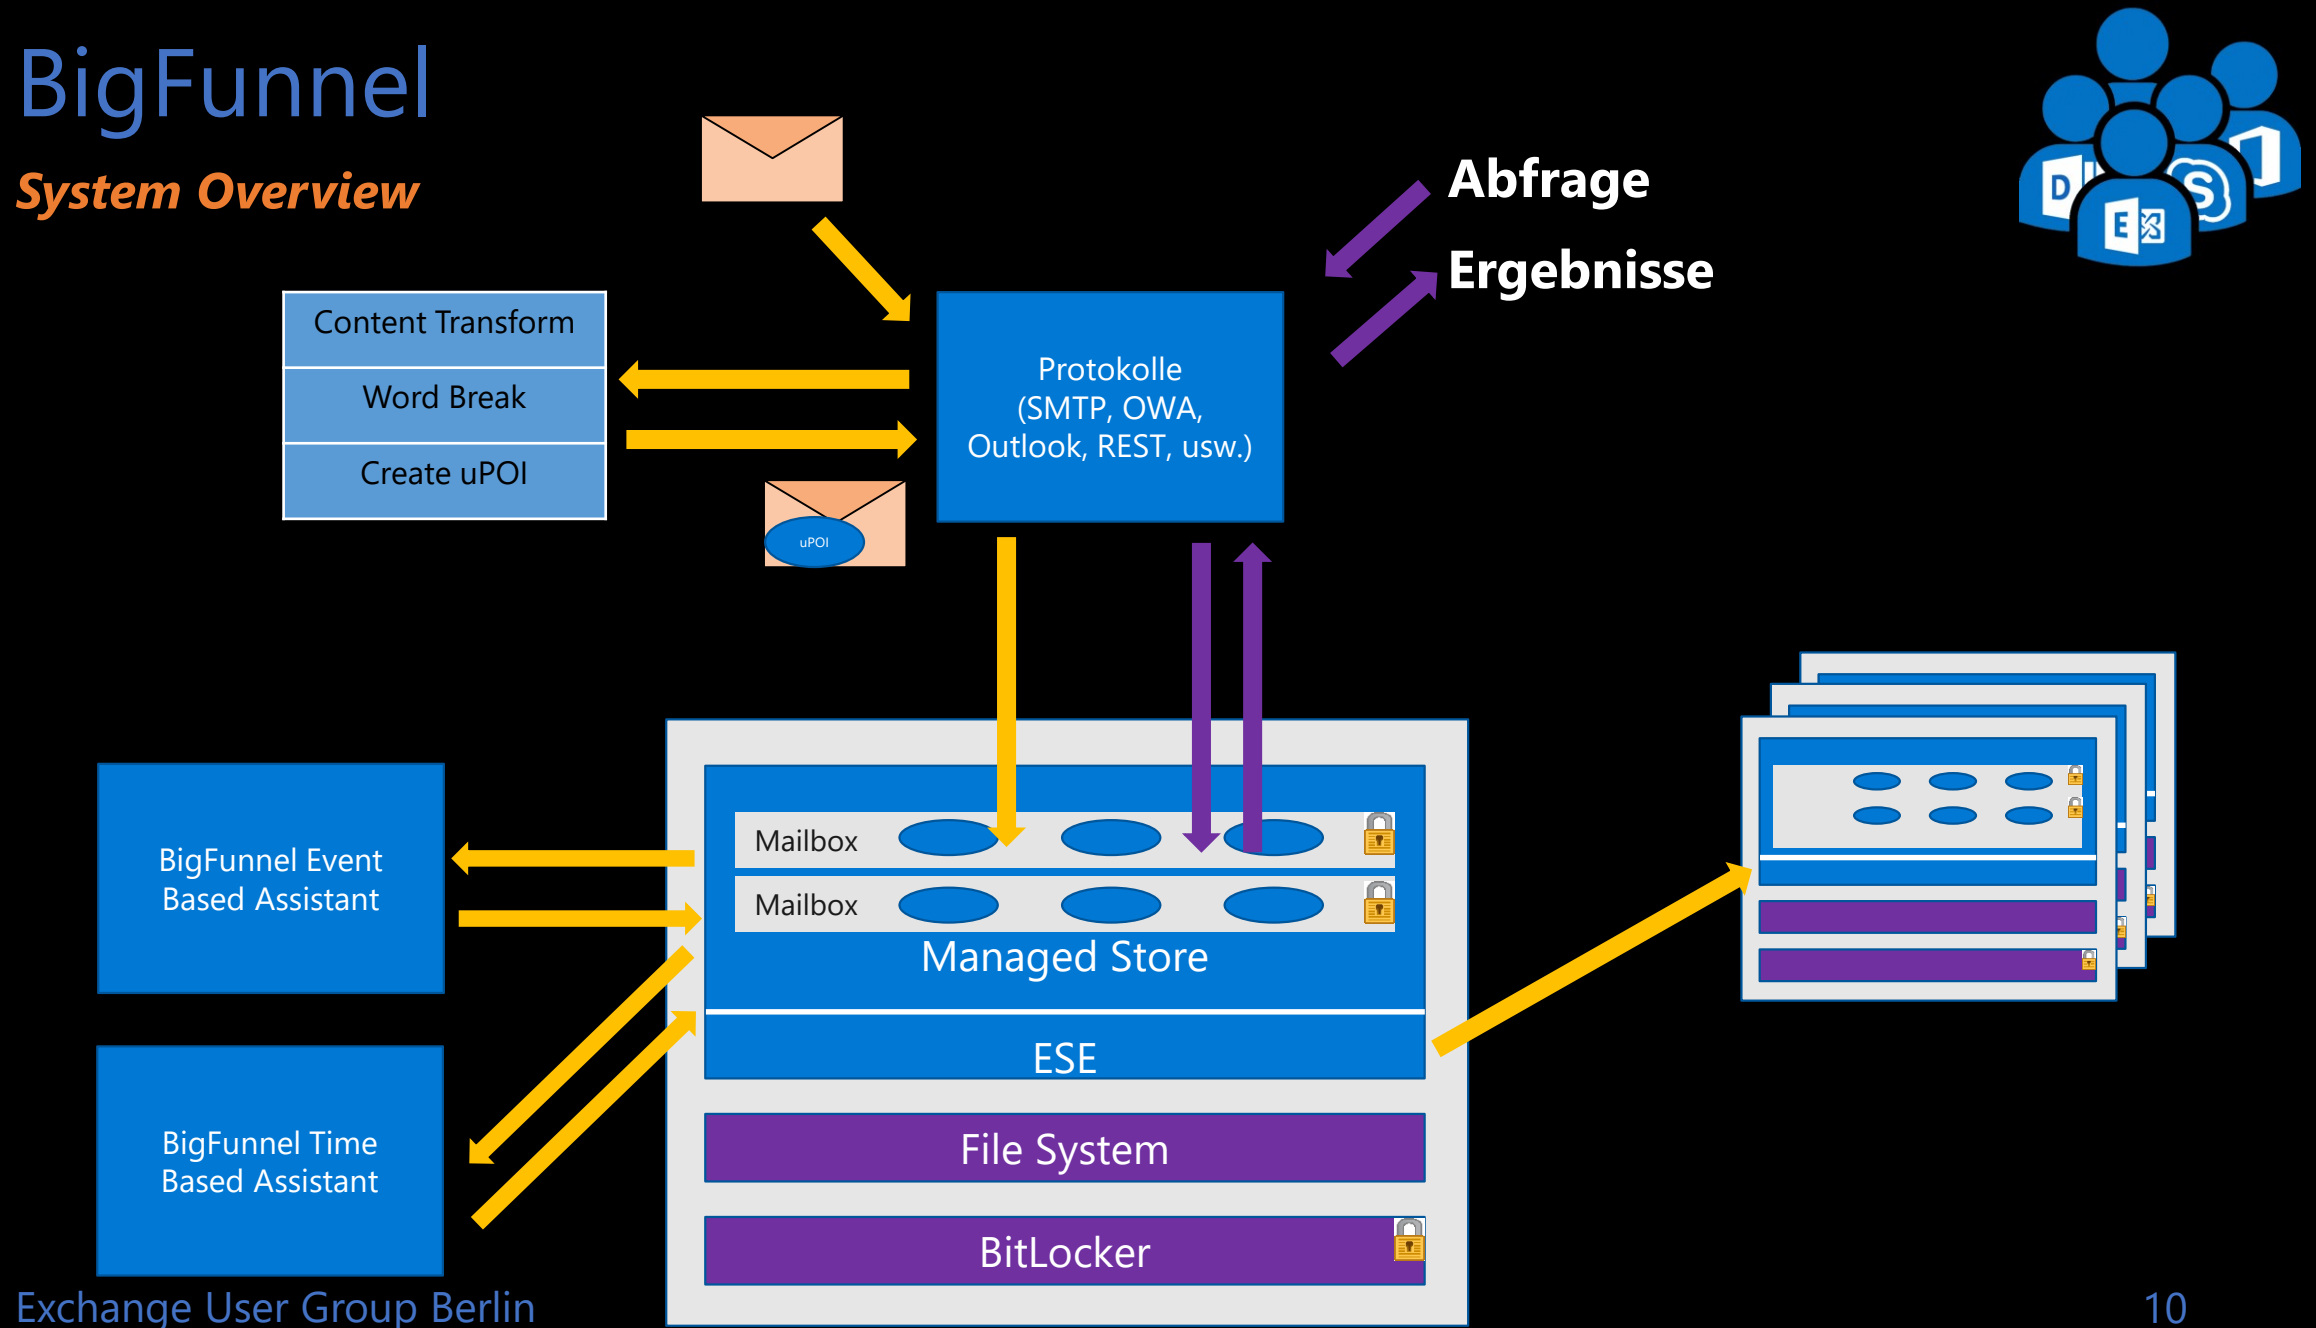 BigFunnel
System Overview
Abfrage
Ergebnisse
Content Transform
Word Break
Create uPOI
Protokolle
(SMTP, OWA,
Outlook, REST, usw.)
uPOI
D
S
E
BigFunnel Event
Based Assistant
BigFunnel Time
Based Assistant
Mailbox
Mailbox
Managed Store
ESE
File System
BitLocker
Exchange User Group Berlin
10